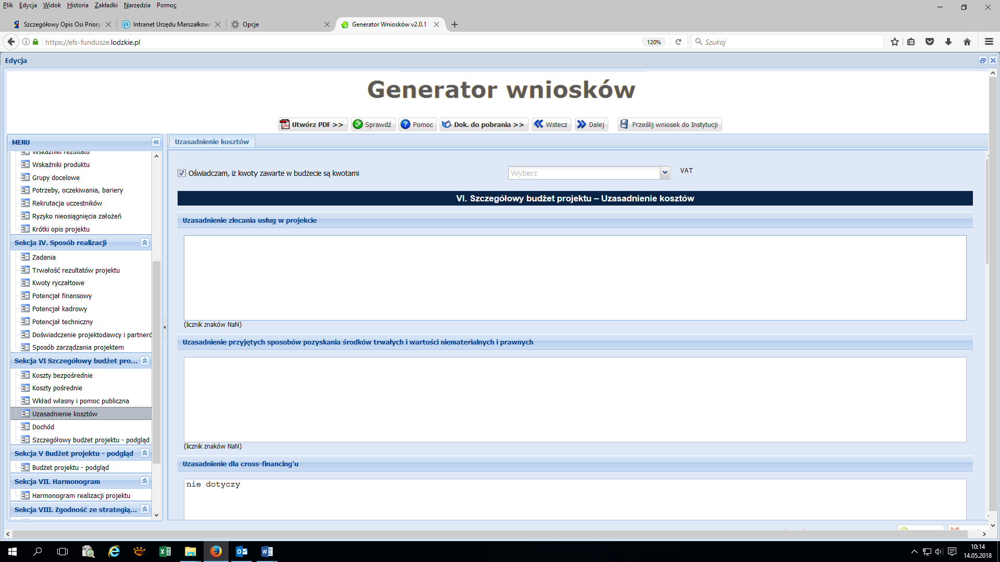 Plik Edycja Widok Historia Zakładki Narzędzia Pomoc
Szczegółowy Opis Osi Priory
Intranet Urzędu Marszałkow
Opcje
Generator Wniosków v2.0.1
https://efs-fundusze.lodzkie.pl
120%
Szukaj
Edycja
Generator wniosków
Utwórz PDF >>
Sprawdź
Pomoc
Dok. do pobrania >>
Wstecz
Dalej
Prześlij wniosek do Instytucji
MENU
Wskaźniki rezultatu
Wskaźniki produktu
Grupy docelowe
Potrzeby, oczekiwania, bariery
Rekrutacja uczestników
Ryzyko nieosiągnięcia założeń
Krótki opis projektu
Sekcja IV. Sposób realizacji
Zadania
Trwałość rezultatów projektu
Kwoty ryczałtowe
Potencjał finansowy
Potencjał kadrowy
Potencjał techniczny
Doświadczenie projektodawcy i partneró
Sposób zarządzania projektem
Sekcja VI Szczegółowy budżet pro...
Koszty bezpośrednie
Koszty pośrednie
Wkład własny i pomoc publiczna
Uzasadnienie kosztów
Dochód
Szczegółowy budżet projektu - podgląd
Sekcja V Budżet projektu - podgląd
Budżet projektu - podgląd
Sekcja VII. Harmonogram
Harmonogram realizacji projektu
Sekcja VIII. Zgodność ze strategią...
Uzasadnienie kosztów
Oświadczam, iż kwoty zawarte w budżecie są kwotami
Wybierz
VAT
VI. Szczegółowy budżet projektu – Uzasadnienie kosztów
Uzasadnienie zlecania usług w projekcie
(licznik znaków NaN)
Uzasadnienie przyjętych sposobów pozyskania środków trwałych i wartości niematerialnych i prawnych
(licznik znaków NaN)
Uzasadnienie dla cross-financing'u
nie dotyczy
10:14
14.05.2018